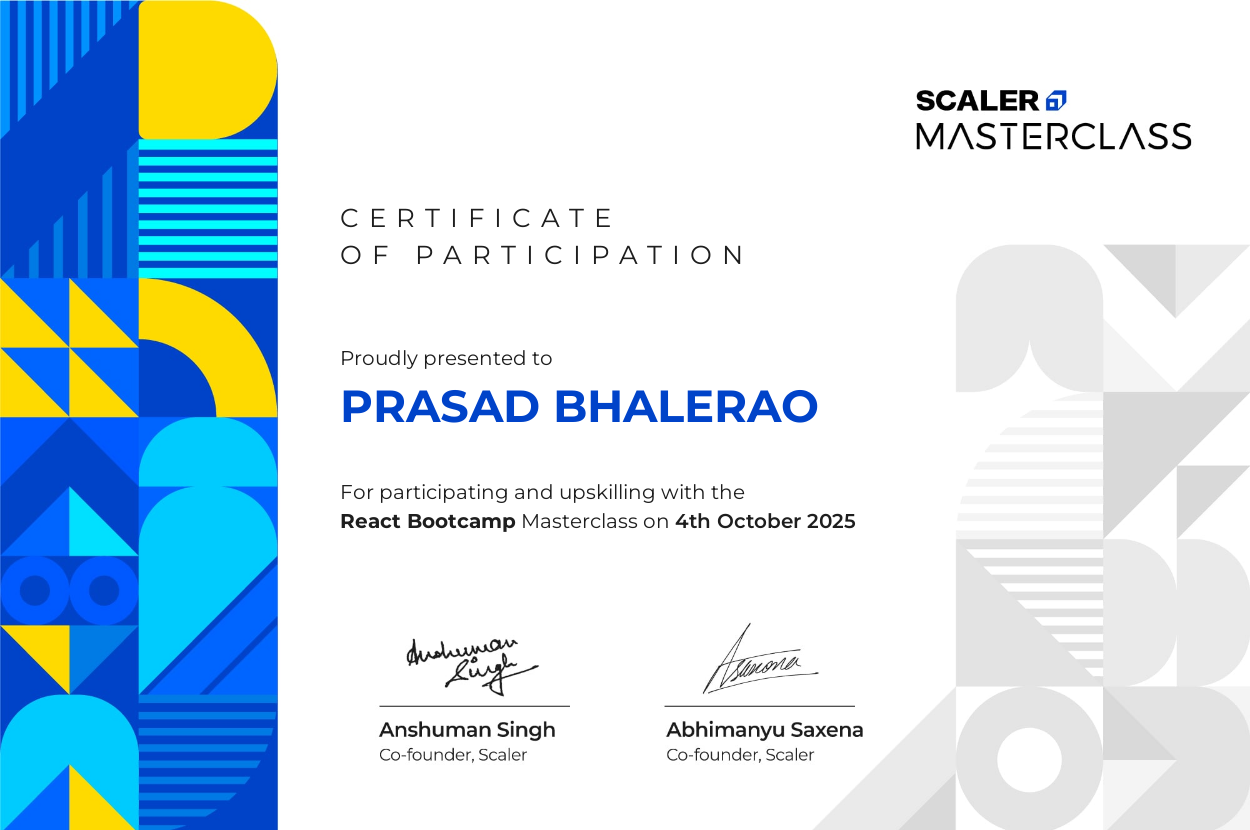 SCALER
MASTERCLASS
CERTIFICATE
OF PARTICIPATION
Proudly presented to
PRASAD BHALERAO
For participating and upskilling with the
React Bootcamp Masterclass on 4th October 2025
Anshuman Singh
Asaxena
Anshuman Singh
Abhimanyu Saxena
Co-founder, Scaler
Co-founder, Scaler